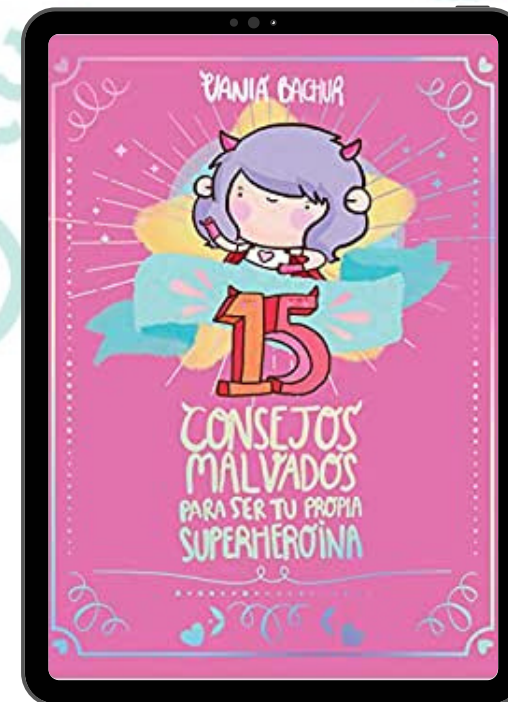 VANIA BACHUR
15
CONSEJOS
MALVADOS
PARA SER TU PROPIA
SUPERHEROÍNA